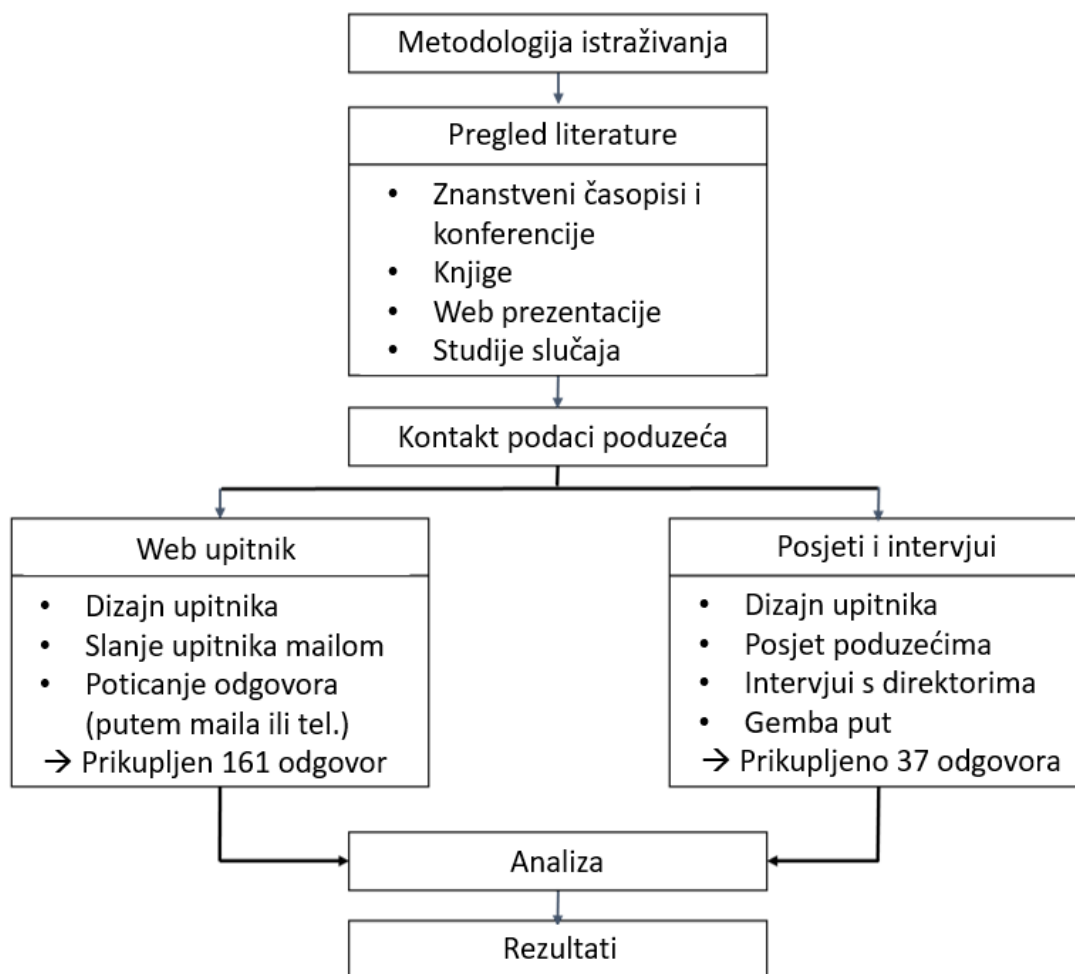 Metodologija istraživanja
Pregled literature
• Znanstveni časopisi i
konferencije
• Knjige
• Web prezentacije
• Studije slučaja
Kontakt podaci poduzeća
Web upitnik
• Dizajn upitnika
• Slanje upitnika mailom
• Poticanje odgovora
(putem maila ili tel.)
→ Prikupljen 161 odgovor
Posjeti i intervjui
• Dizajn upitnika
• Posjet poduzećima
• Intervjui s direktorima
• Gemba put
→ Prikupljeno 37 odgovora
Analiza
Rezultati